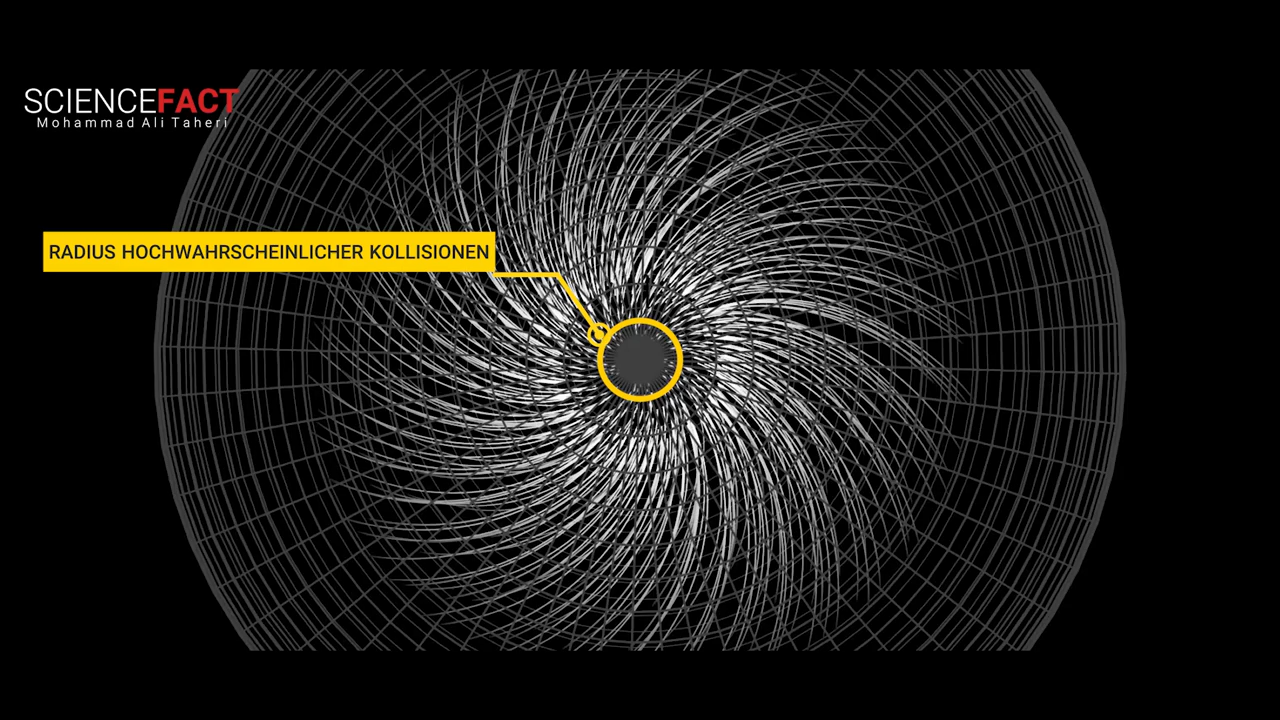 SCIENCEFACT
Mohammad Ali Taheri
RADIUS HOCHWAHRSCHEINLICHER KOLLISIONEN